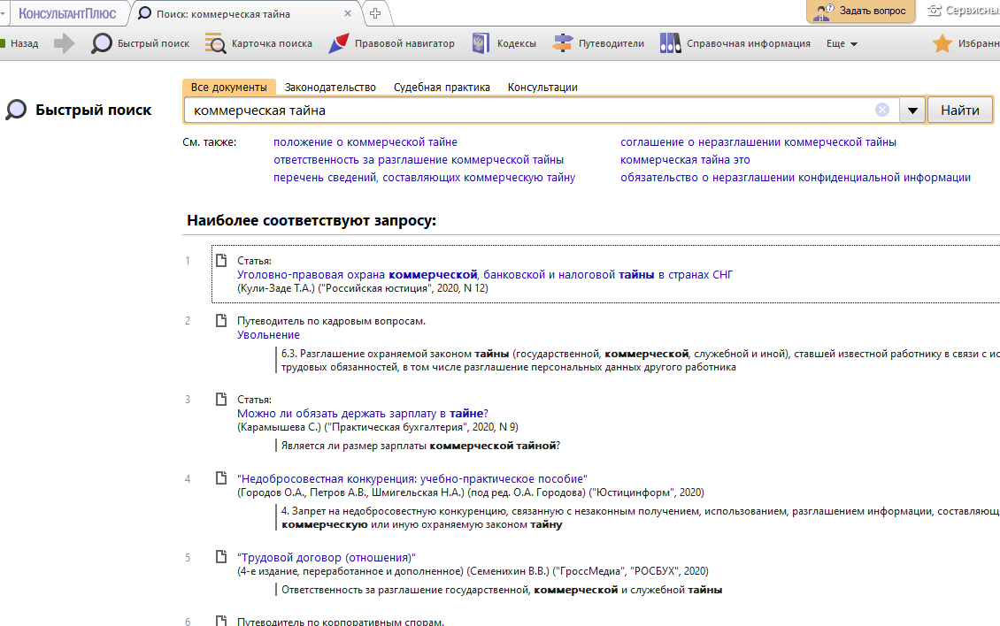 КонсультантПлюс
Поиск: коммерческая тайна
Задать вопрос
Сервисны
Назад
Быстрый поиск
Карточка поиска
Правовой навигатор
Кодексы
Путеводители
Справочная информация
Еще
Избранн
Все документы
Законодательство
Судебная практика
Консультации
Быстрый поиск
коммерческая тайна
Найти
См. также:
положение о коммерческой тайне
соглашение о неразглашении коммерческой тайны
ответственность за разглашение коммерческой тайны
коммерческая тайна это
перечень сведений, составляющих коммерческую тайну
обязательство о неразглашении конфиденциальной информации
Наиболее соответствуют запросу:
1
Статья:
Уголовно-правовая охрана коммерческой, банковской и налоговой тайны в странах СНГ
(Кули-Заде Т.А.) ("Российская юстиция", 2020, N 12)
2
Путеводитель по кадровым вопросам.
Увольнение
6.3. Разглашение охраняемой законом тайны (государственной, коммерческой, служебной и иной), ставшей известной работнику в связи с ис
трудовых обязанностей, в том числе разглашение персональных данных другого работника
3
Статья:
Можно ли обязать держать зарплату в тайне?
(Карамышева С.) ("Практическая бухгалтерия", 2020, N 9)
Является ли размер зарплаты коммерческой тайной?
4
"Недобросовестная конкуренция: учебно-практическое пособие"
(Городов О.А., Петров А.В., Шмигельская Н.А.) (под ред. О.А. Городова) ("Юстицинформ", 2020)
4. Запрет на недобросовестную конкуренцию, связанную с незаконным получением, использованием, разглашением информации, составляющ
коммерческую или иную охраняемую законом тайну
5
"Трудовой договор (отношения)"
(4-е издание, переработанное и дополненное) (Семенихин В.В.) ("ГроссМедиа", "РОСБУХ", 2020)
Ответственность за разглашение государственной, коммерческой и служебной тайны
6
Путеводитель по корпоративным спорам.